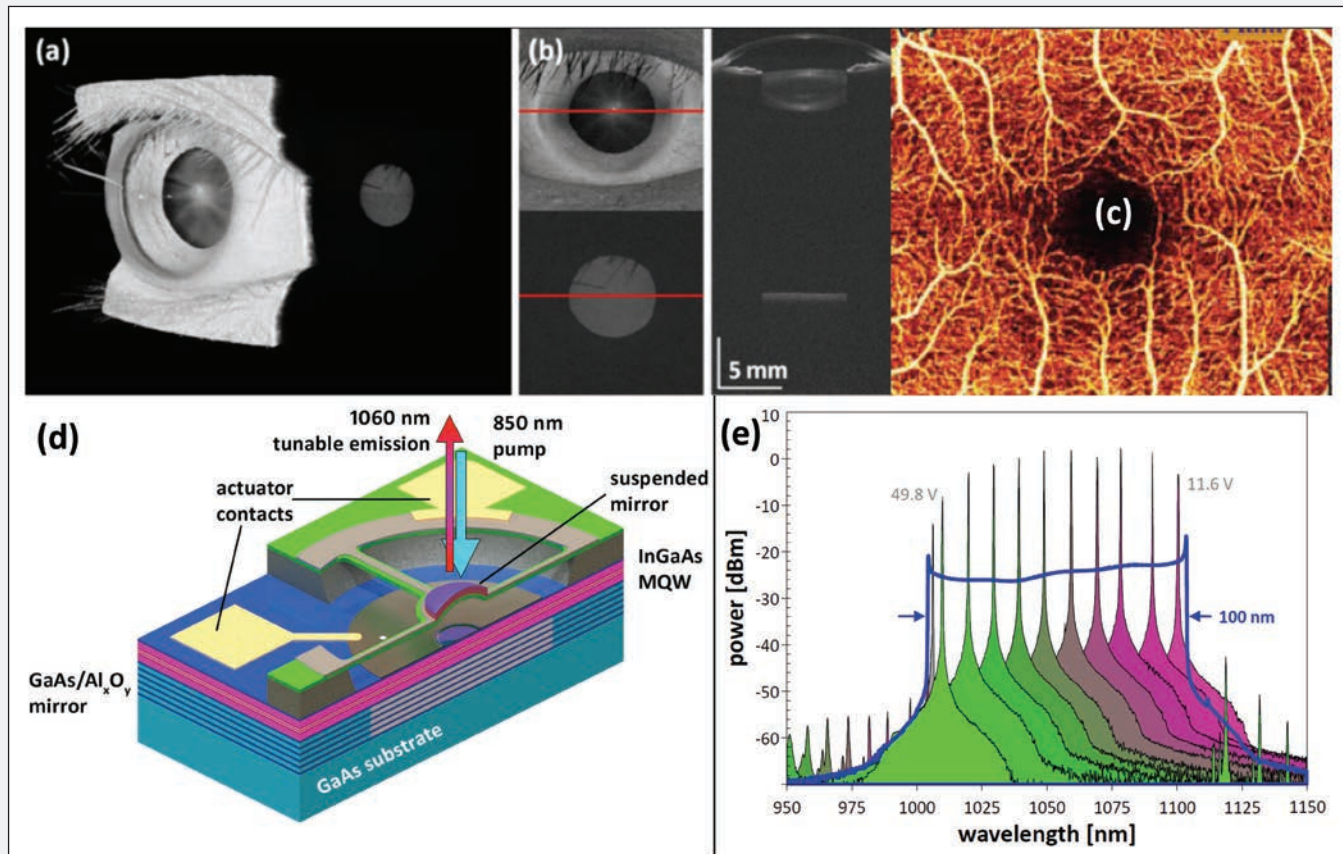 (a)
(b)
5 mm
(c)
(d)
1060 nm
tunable emission
850 nm
pump
actuator
contacts
suspended
mirror
InGaAs
MQW
GaAs/AlxOy
mirror
GaAs substrate
(e)
power [dBm]
10
0
-10
-20
-30
-40
-50
-60
49.8 V
11.6 V
100 nm
950
975
1000
1025
1050
1075
1100
1125
1150
wavelength [nm]